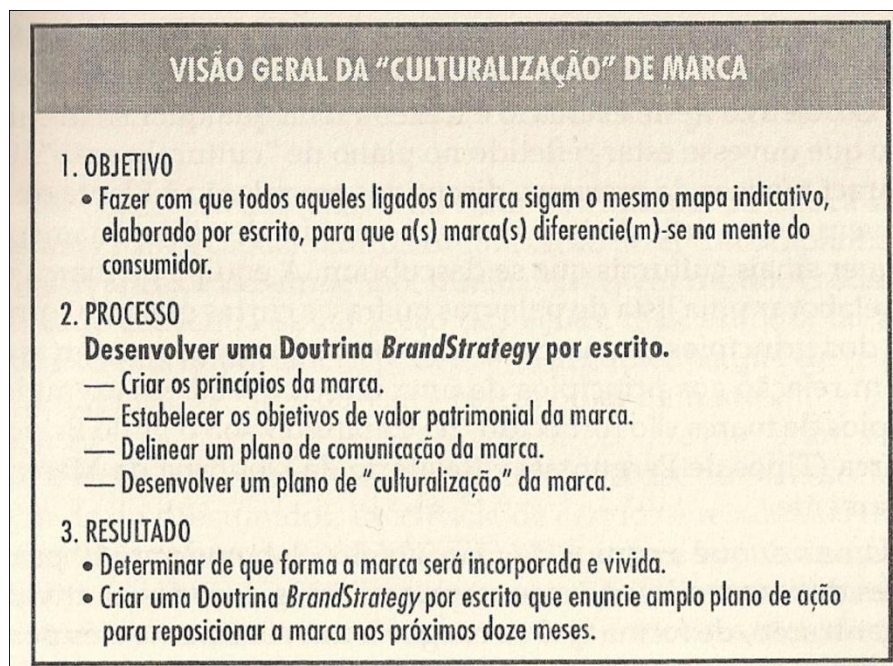 VISÃO GERAL DA "CULTURALIZAÇÃO" DE MARCA
1. OBJETIVO
• Fazer com que todos aqueles ligados à marca sigam o mesmo mapa indicativo,
elaborado por escrito, para que a(s) marca(s) diferencie(m)-se na mente do
consumidor.
2. PROCESSO
Desenvolver uma Doutrina BrandStrategy por escrito.
— Criar os princípios da marca.
— Estabelecer os objetivos de valor patrimonial da marca.
— Delinear um plano de comunicação da marca.
— Desenvolver um plano de "culturalização" da marca.
3. RESULTADO
• Determinar de que forma a marca será incorporada e vivida.
• Criar uma Doutrina BrandStrategy por escrito que enuncie amplo plano de ação
para reposicionar a marca nos próximos doze meses.